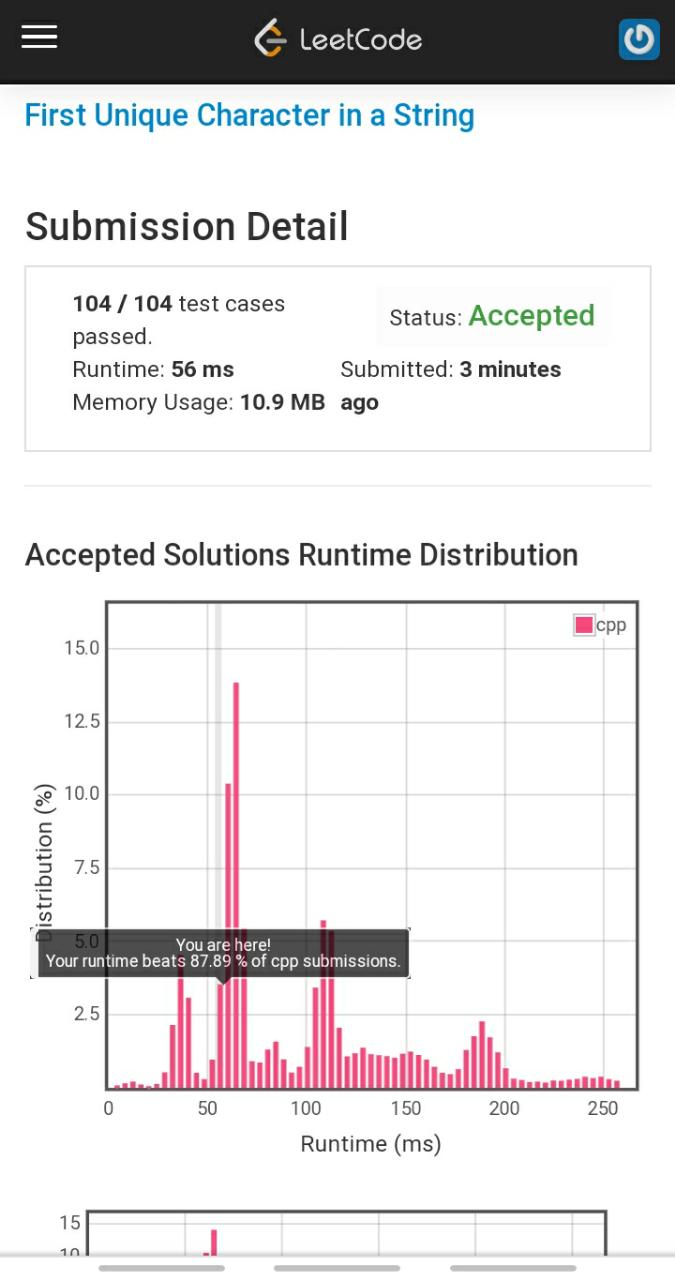 LeetCode
First Unique Character in a String
Submission Detail
104 / 104 test cases
passed.
Status: Accepted
Runtime: 56 ms
Submitted: 3 minutes
ago
Memory Usage: 10.9 MB
Accepted Solutions Runtime Distribution
cpp
15.0
12.5
10.0
7.5
5.0
2.5
Distribution (%)
You are here!
Your runtime beats 87.89 % of cpp submissions.
0 50 100 150 200 250
Runtime (ms)
15
10